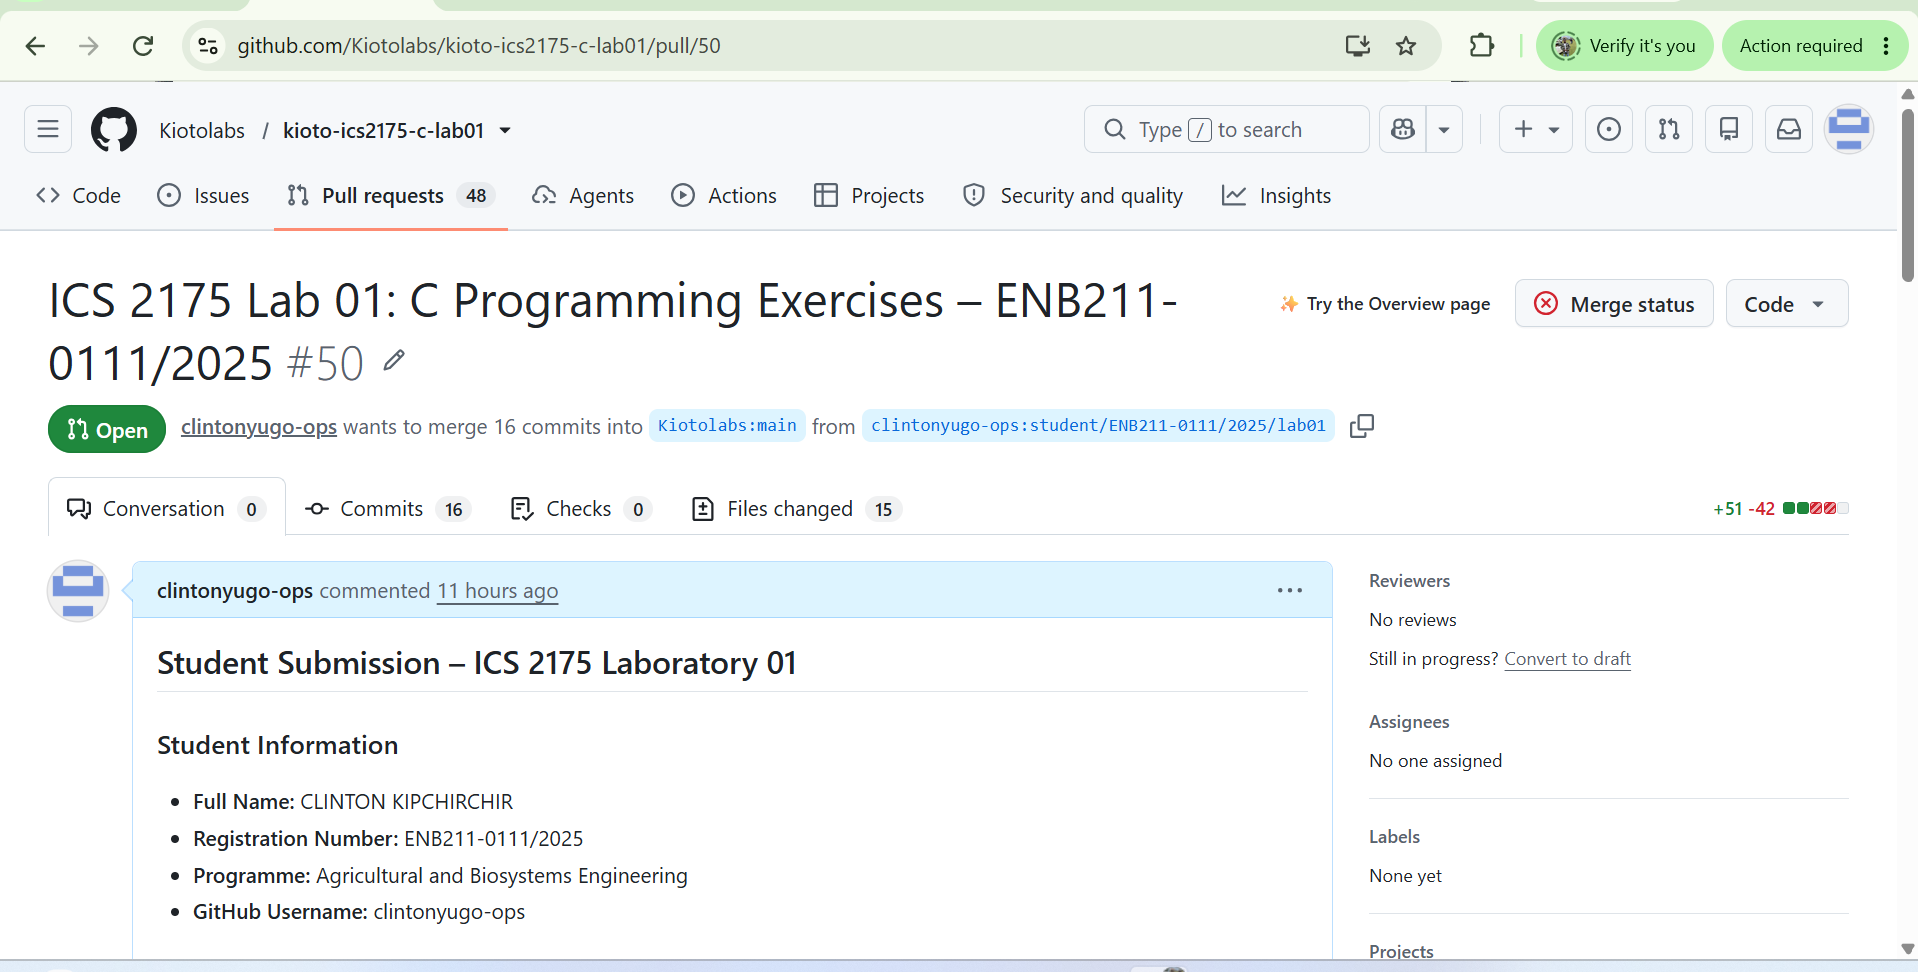 github.com/Kiotolabs/kioto-ics2175-c-lab01/pull/50
Verify it's you
Action required
Kiotolabs / kioto-ics2175-c-lab01
Type / to search
Code
Issues
Pull requests 48
Agents
Actions
Projects
Security and quality
Insights
ICS 2175 Lab 01: C Programming Exercises – ENB211-
0111/2025 #50
Try the Overview page
Merge status
Code
Open
clintonyugo-ops wants to merge 16 commits into Kiotolabs:main from clintonyugo-ops:student/ENB211-0111/2025/lab01
Conversation 0
Commits 16
Checks 0
Files changed 15
+51 -42
clintonyugo-ops commented 11 hours ago
Student Submission – ICS 2175 Laboratory 01
Student Information
Full Name: CLINTON KIPCHIRCHIR
Registration Number: ENB211-0111/2025
Programme: Agricultural and Biosystems Engineering
GitHub Username: clintonyugo-ops
Reviewers
No reviews
Still in progress? Convert to draft
Assignees
No one assigned
Labels
None yet
Projects